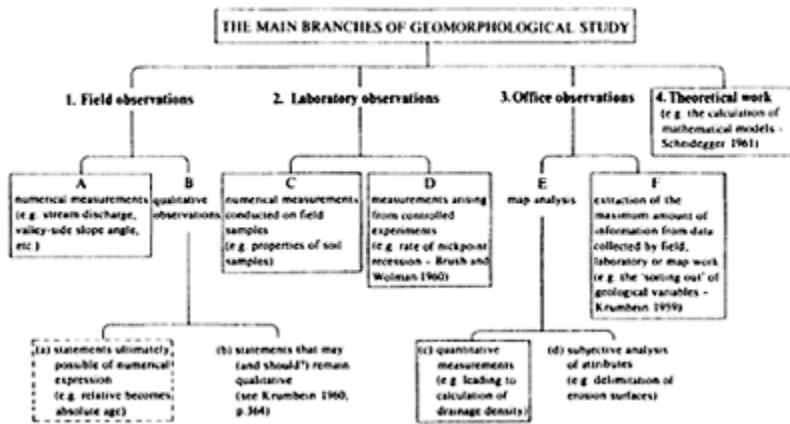 THE MAIN BRANCHES OF GEOMORPHOLOGICAL STUDY
1. Field observations
2. Laboratory observations
3. Office observations
4. Theoretical work
(e.g. the calculation of
mathematical models –
Scheidegger 1961)
A
numerical measurements
(e.g. stream discharge,
valley-side slope angle,
etc.)
B
qualitative
observations
C
numerical measurements
conducted on field
samples
(e.g. properties of soil
samples)
D
measurements arising
from controlled
experiments
(e.g. rate of nickpoint
recession – Brush and
Wolman 1960)
E
map analysis
F
extraction of the
maximum amount of
information from data
collected by field,
laboratory or map work
(e.g. the 'sorting out' of
geological variables –
Krumbein 1959)
(a) statements ultimately
possible of numerical
expression
(e.g. relative becomes
absolute age)
(b) statements that may
(and should?) remain
qualitative
(see Krumbein 1960,
p.364)
(c) quantitative
measurements
(e.g. leading to
calculation of
drainage density)
(d) subjective analysis
of attributes
(e.g. delimitation of
erosion surfaces)